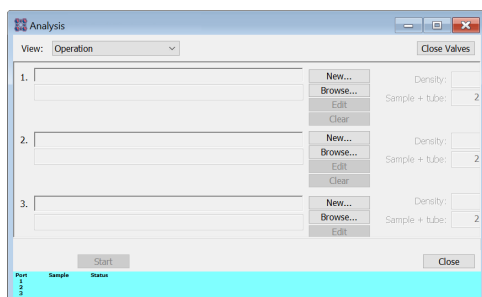 Analysis
View: Operation Close Valves
1. New...
Density:
Browse...
Sample + tube: 2
Edit
Clear
2. New...
Density:
Browse...
Sample + tube: 2
Edit
Clear
3. New...
Density:
Browse...
Sample + tube: 2
Edit
Start Close
Port Sample Status
1
2
3